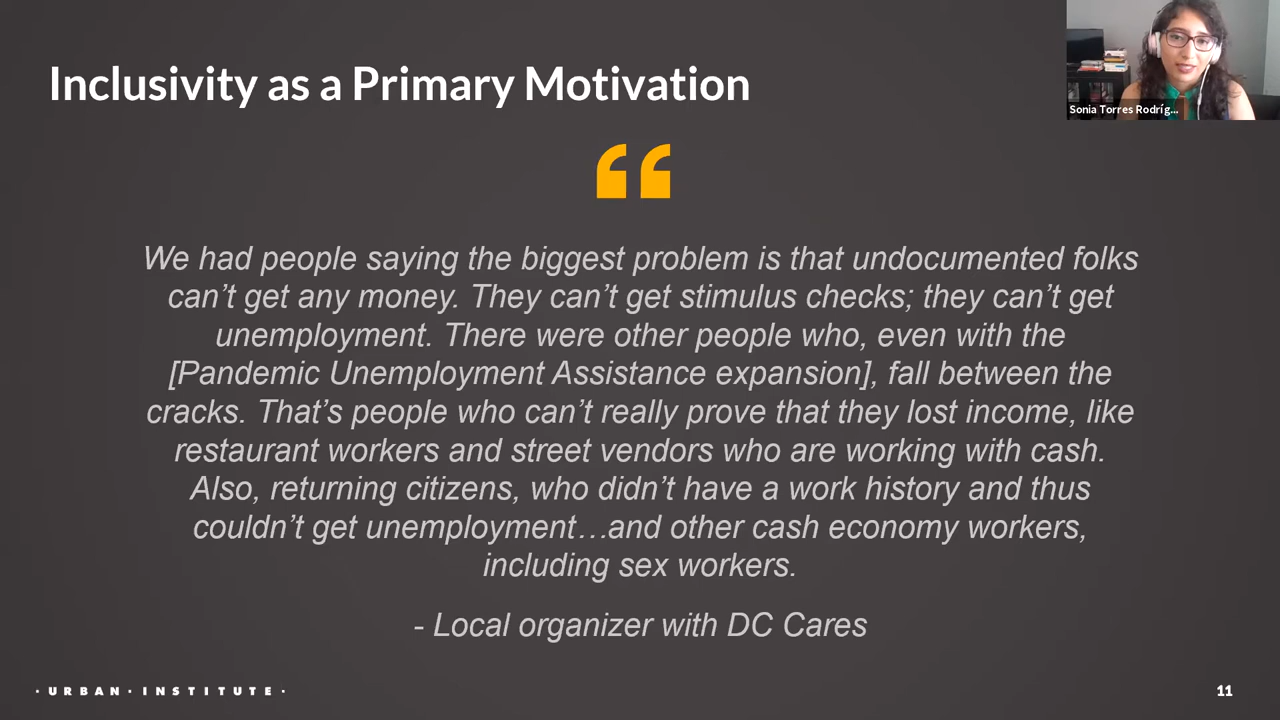 Inclusivity as a Primary Motivation
Sonia Torres Rodríg...
“
We had people saying the biggest problem is that undocumented folks
can’t get any money. They can’t get stimulus checks; they can’t get
unemployment. There were other people who, even with the
[Pandemic Unemployment Assistance expansion], fall between the
cracks. That’s people who can’t really prove that they lost income, like
restaurant workers and street vendors who are working with cash.
Also, returning citizens, who didn’t have a work history and thus
couldn’t get unemployment…and other cash economy workers,
including sex workers.
- Local organizer with DC Cares
· URBAN · INSTITUTE ·
11